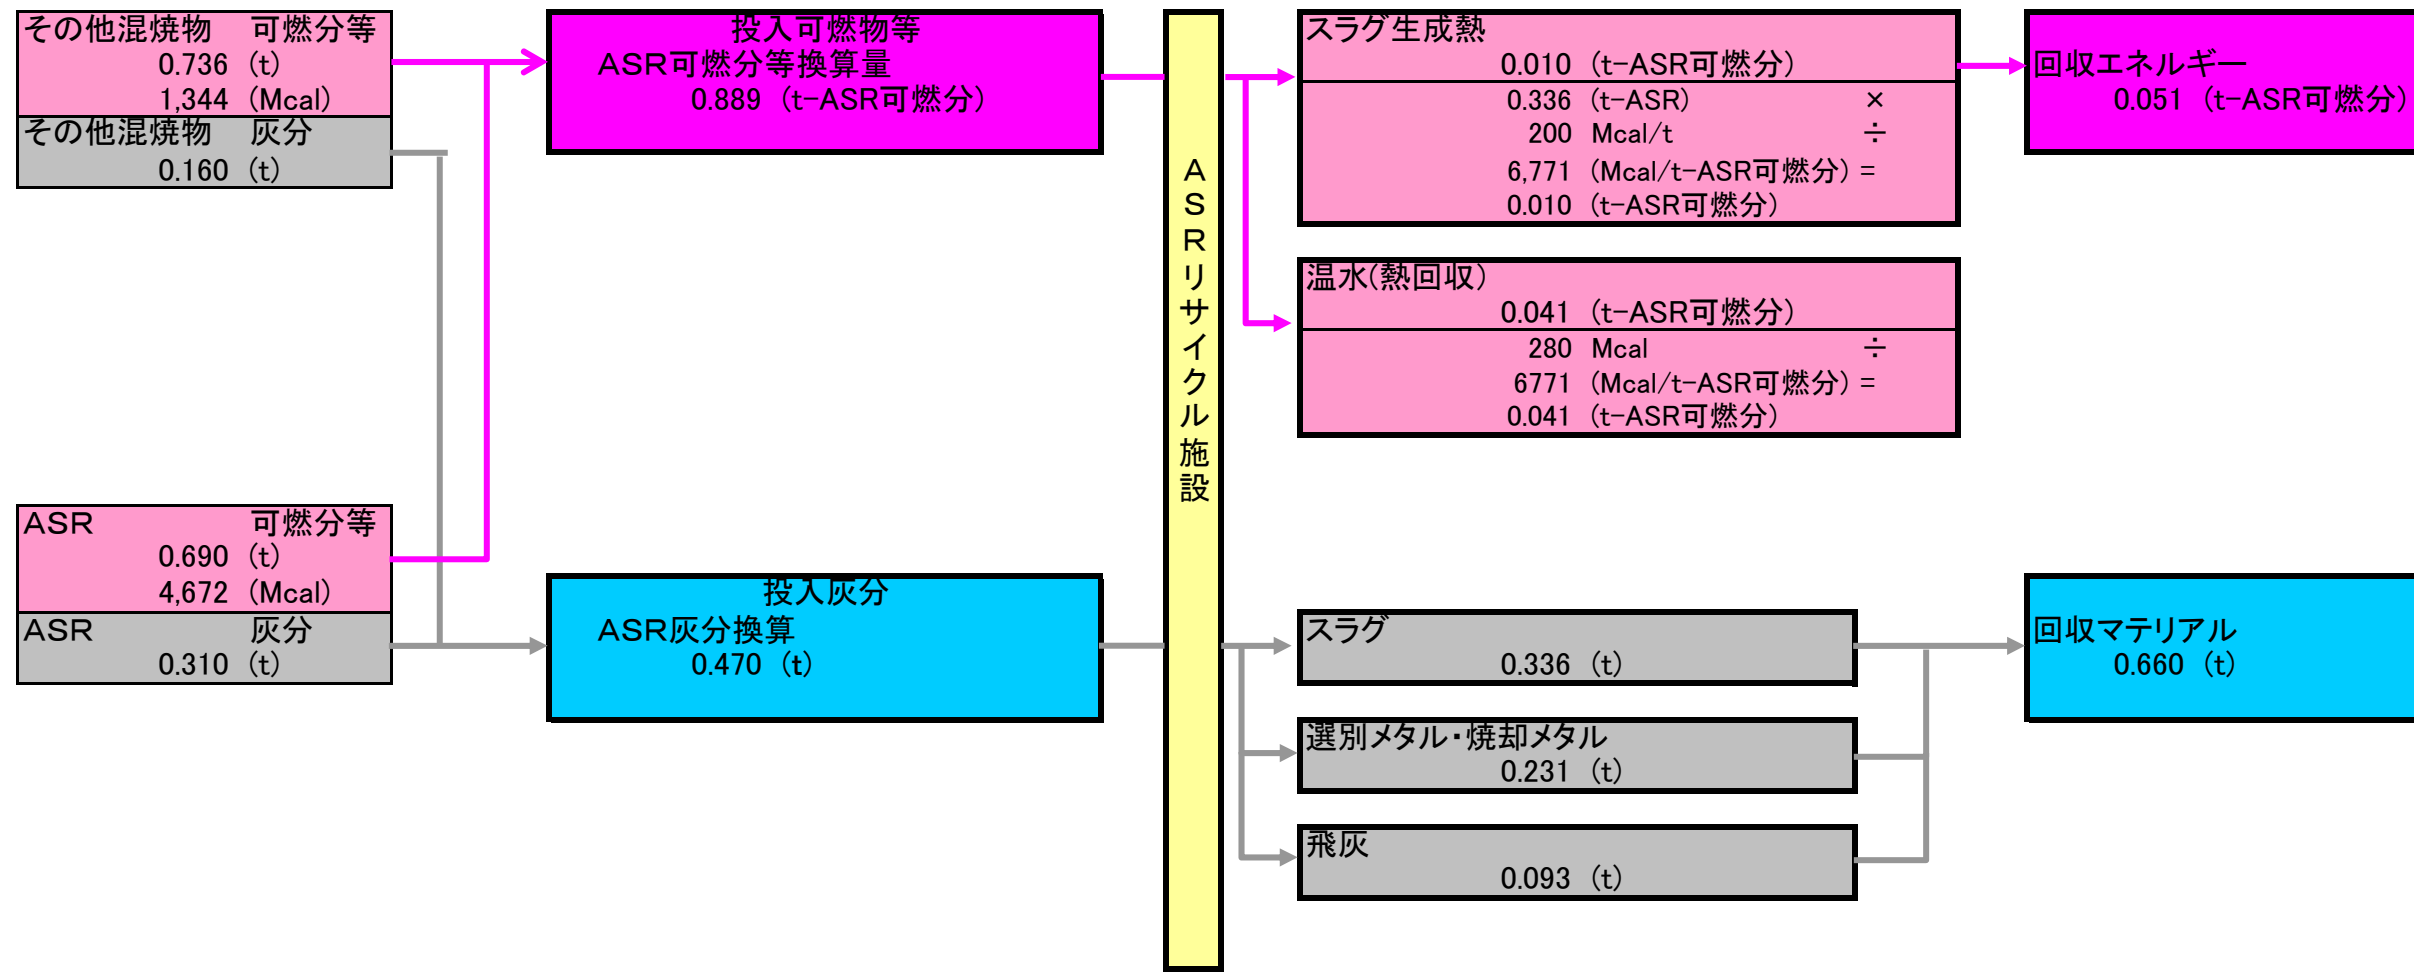 その他混焼物 可燃分等
0.736 (t)
1,344 (Mcal)
その他混焼物 灰分
0.160 (t)
ASR 可燃分等
0.690 (t)
4,672 (Mcal)
ASR 灰分
0.310 (t)
投入可燃物等
ASR可燃分等換算量
0.889 (t-ASR可燃分)
投入灰分
ASR灰分換算
0.470 (t)
ASRリサイクル施設
スラグ生成熱
0.010 (t-ASR可燃分)
0.336 (t-ASR) ×
200 Mcal/t ÷
6,771 (Mcal/t-ASR可燃分) =
0.010 (t-ASR可燃分)
温水(熱回収)
0.041 (t-ASR可燃分)
280 Mcal ÷
6771 (Mcal/t-ASR可燃分) =
0.041 (t-ASR可燃分)
スラグ
0.336 (t)
選別メタル・焼却メタル
0.231 (t)
飛灰
0.093 (t)
回収エネルギー
0.051 (t-ASR可燃分)
回収マテリアル
0.660 (t)